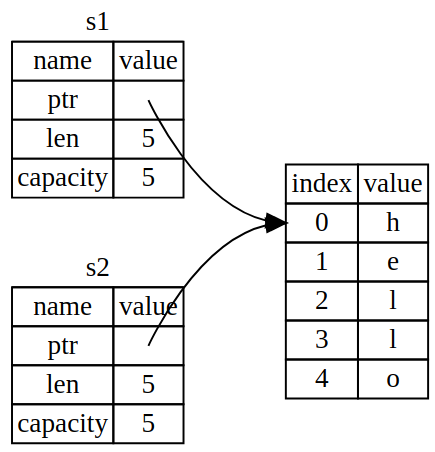 s1
name value
ptr
len 5
capacity 5
s2
name value
ptr
len 5
capacity 5
index value
0 h
1 e
2 l
3 l
4 o